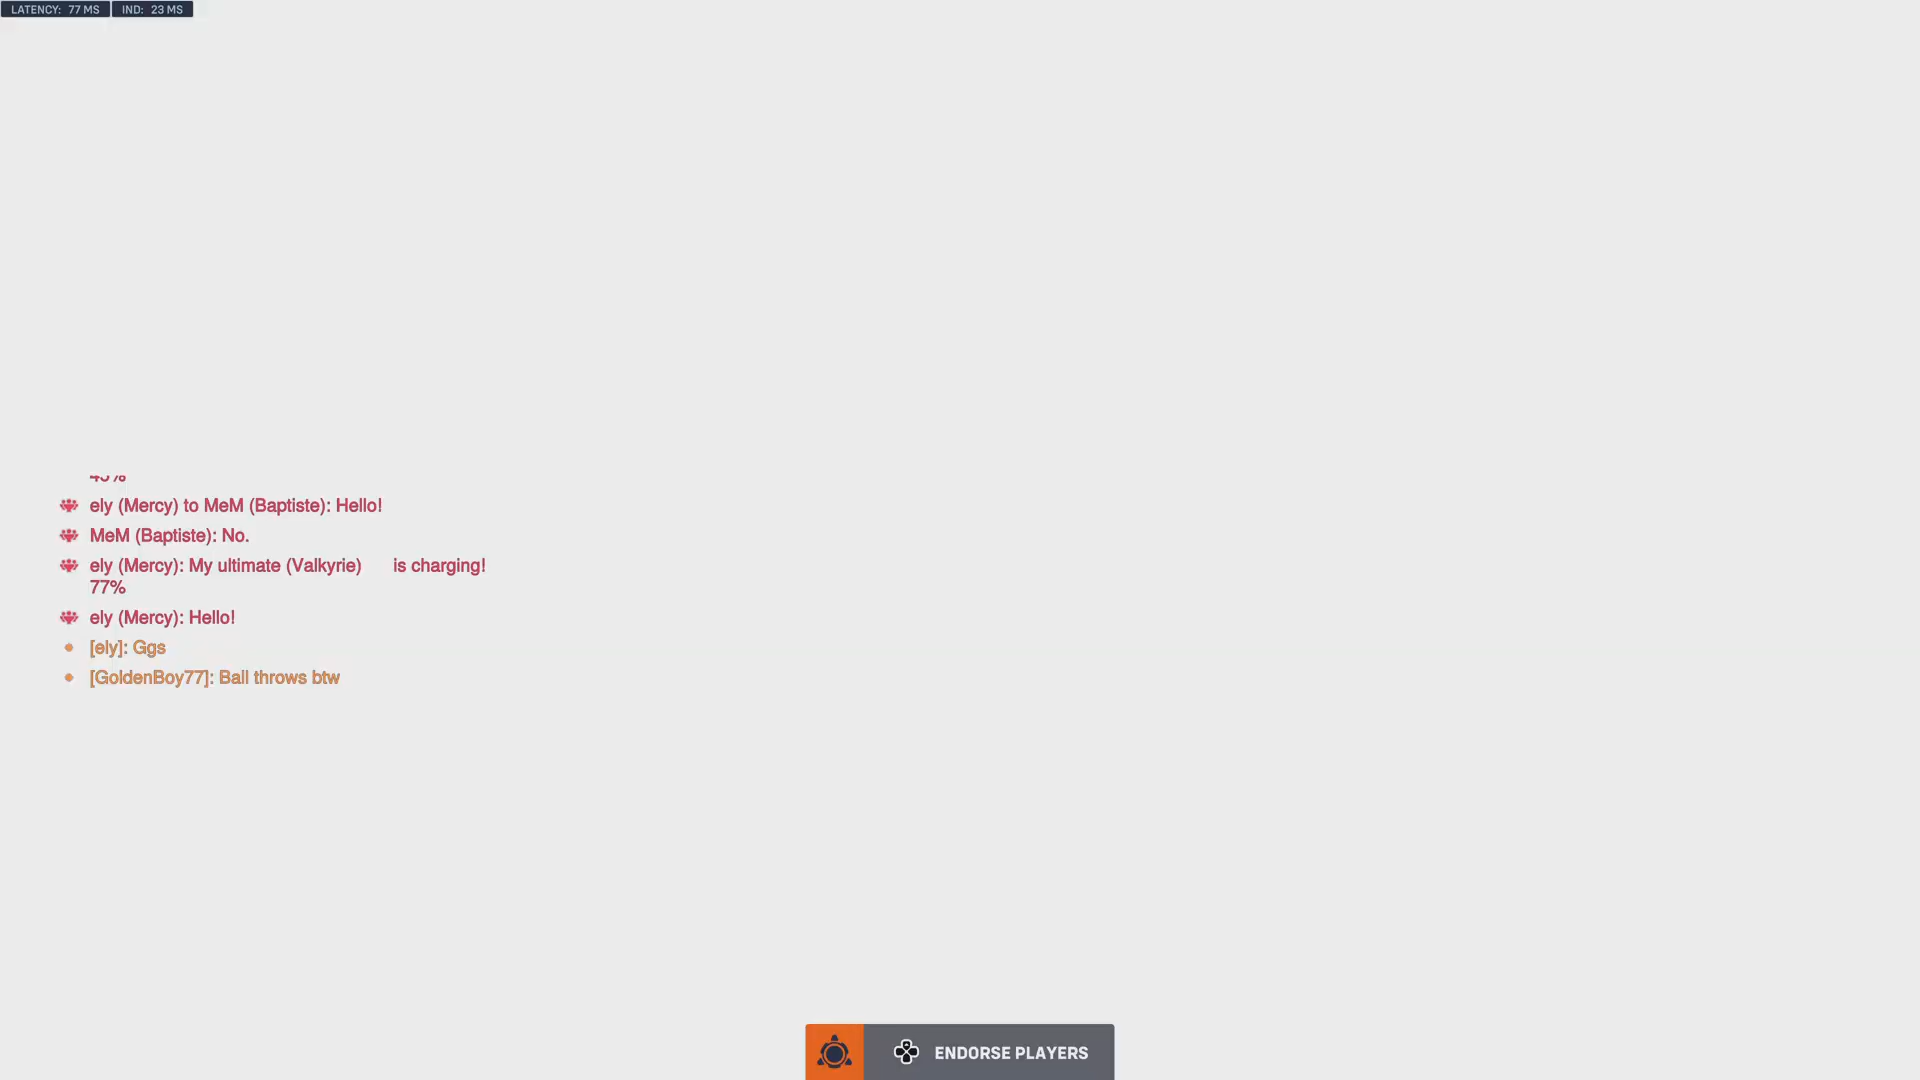 LATENCY: 77 MS IND: 23 MS
45%
ely (Mercy) to MeM (Baptiste): Hello!
MeM (Baptiste): No.
ely (Mercy): My ultimate (Valkyrie) is charging!
77%
ely (Mercy): Hello!
[ely]: Ggs
[GoldenBoy77]: Ball throws btw
ENDORSE PLAYERS